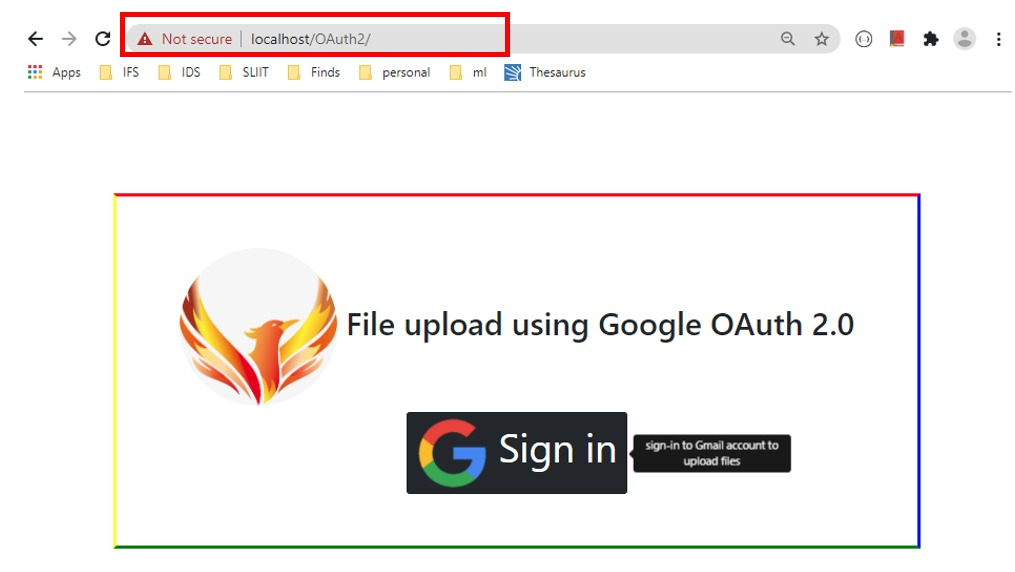 Not secure | localhost/OAuth2/
Apps IFS IDS SLIIT Finds personal ml Thesaurus
File upload using Google OAuth 2.0
Sign in
sign-in to Gmail account to
upload files